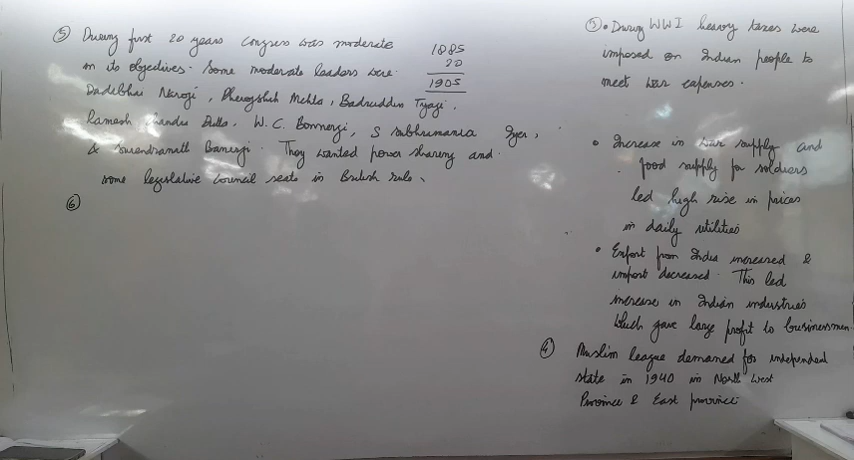 ⑤ During first 20 years congress was moderate
in its objectives. Some moderate leaders were.
Dadabhai Naroji, Pherozshah Mehta, Badruddin Tyagi,
Ramesh Chandra Dutta, W.C. Bonnerji, S Subhramania Iyer,
& Surendranath Banerji. They wanted power sharing and
some legislative council seats in British rule.
1885
20
1905
⑥
③ • During WWI heavy taxes were
imposed on Indian people to
meet war expenses.
• Increase in war supply and
food supply for soldiers
led high rise in prices
in daily utilities
• Export from India increased &
import decreased. This led
increase in Indian industries
Which gave large profit to businessmen.
④ Muslim league demaned for independent
state in 1940 in North West
Province & East province